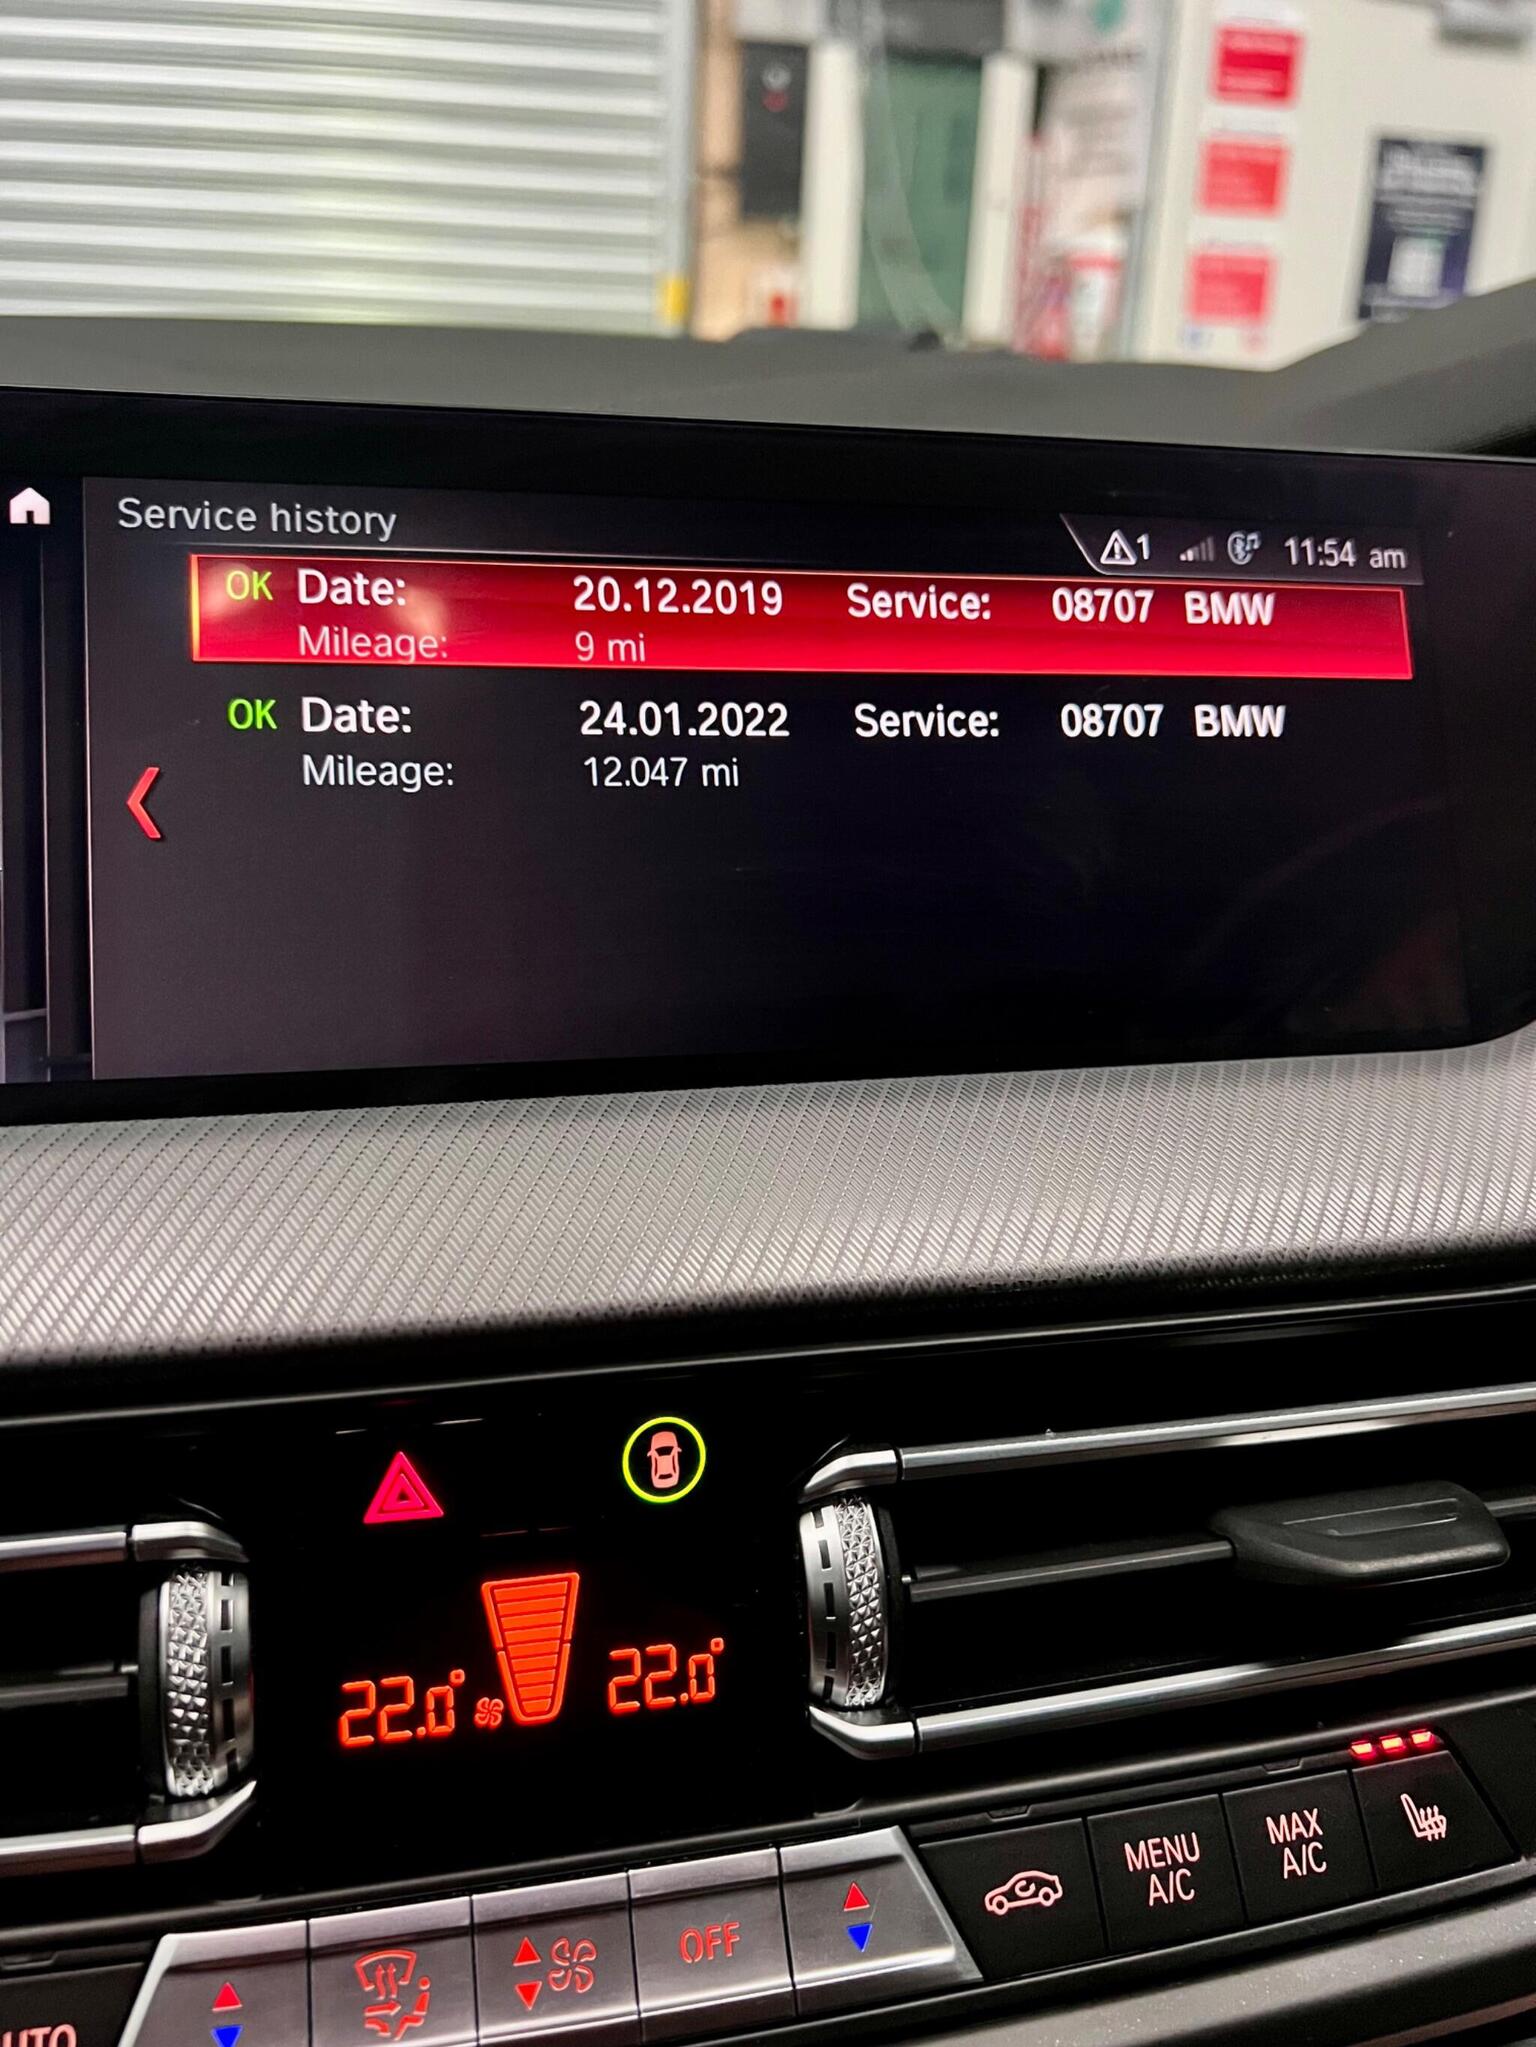 Service history
1 11:54 am
OK Date: 20.12.2019 Service: 08707 BMW
Mileage: 9 mi
OK Date: 24.01.2022 Service: 08707 BMW
Mileage: 12.047 mi
22.0° 22.0°
MAX
A/C
MENU
A/C
OFF
AUTO